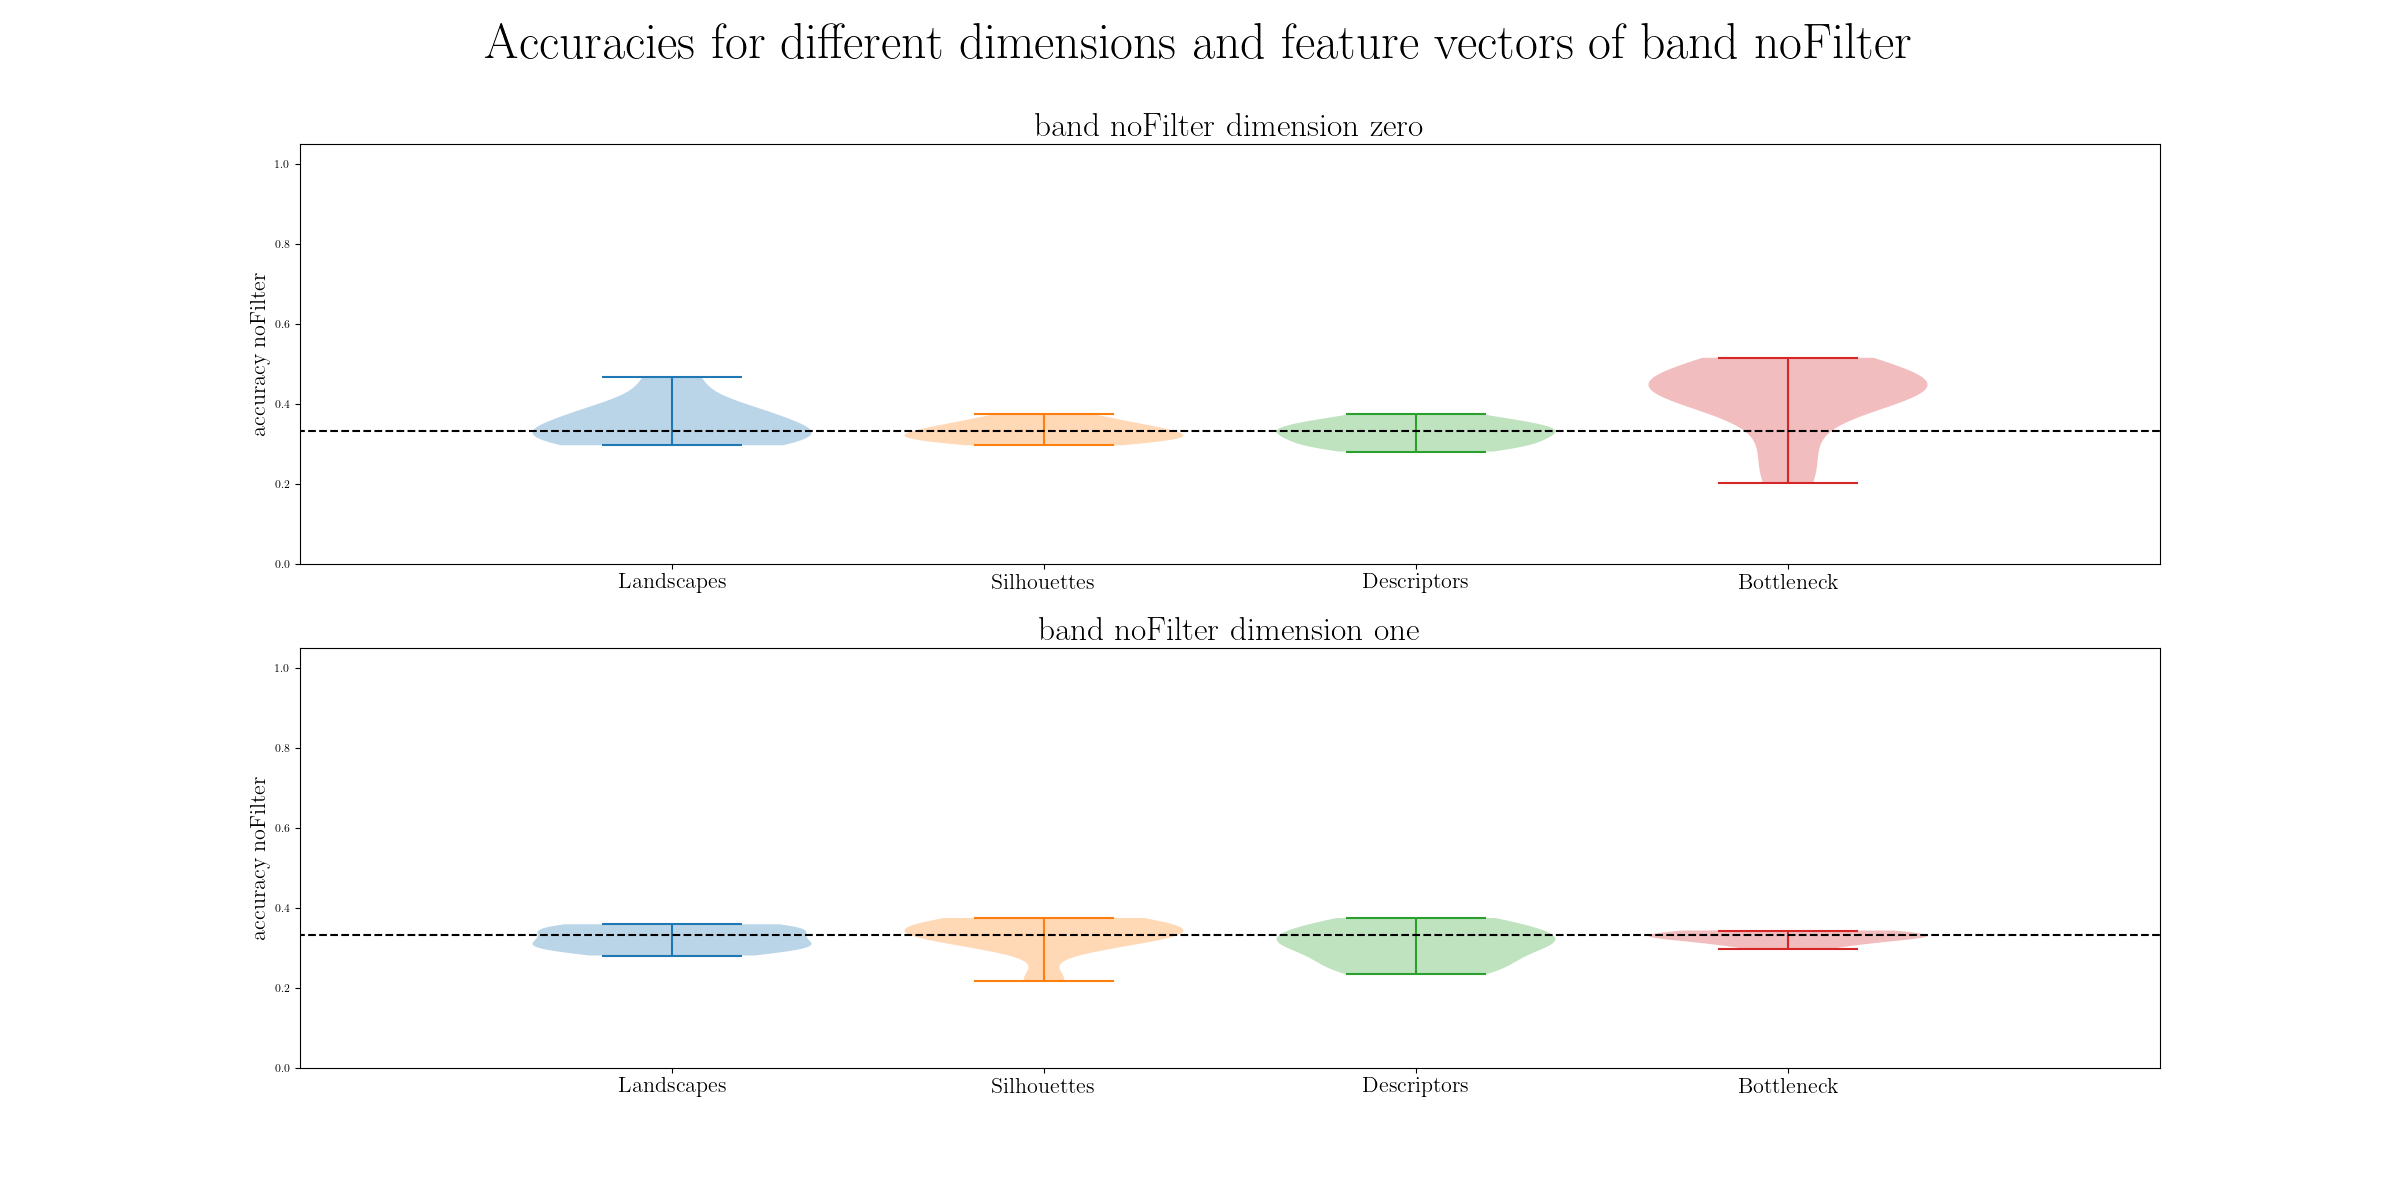 Accuracies for different dimensions and feature vectors of band noFilter
band noFilter dimension zero
accuracy noFilter
1.0
0.8
0.6
0.4
0.2
0.0
Landscapes Silhouettes Descriptors Bottleneck
band noFilter dimension one
accuracy noFilter
1.0
0.8
0.6
0.4
0.2
0.0
Landscapes Silhouettes Descriptors Bottleneck